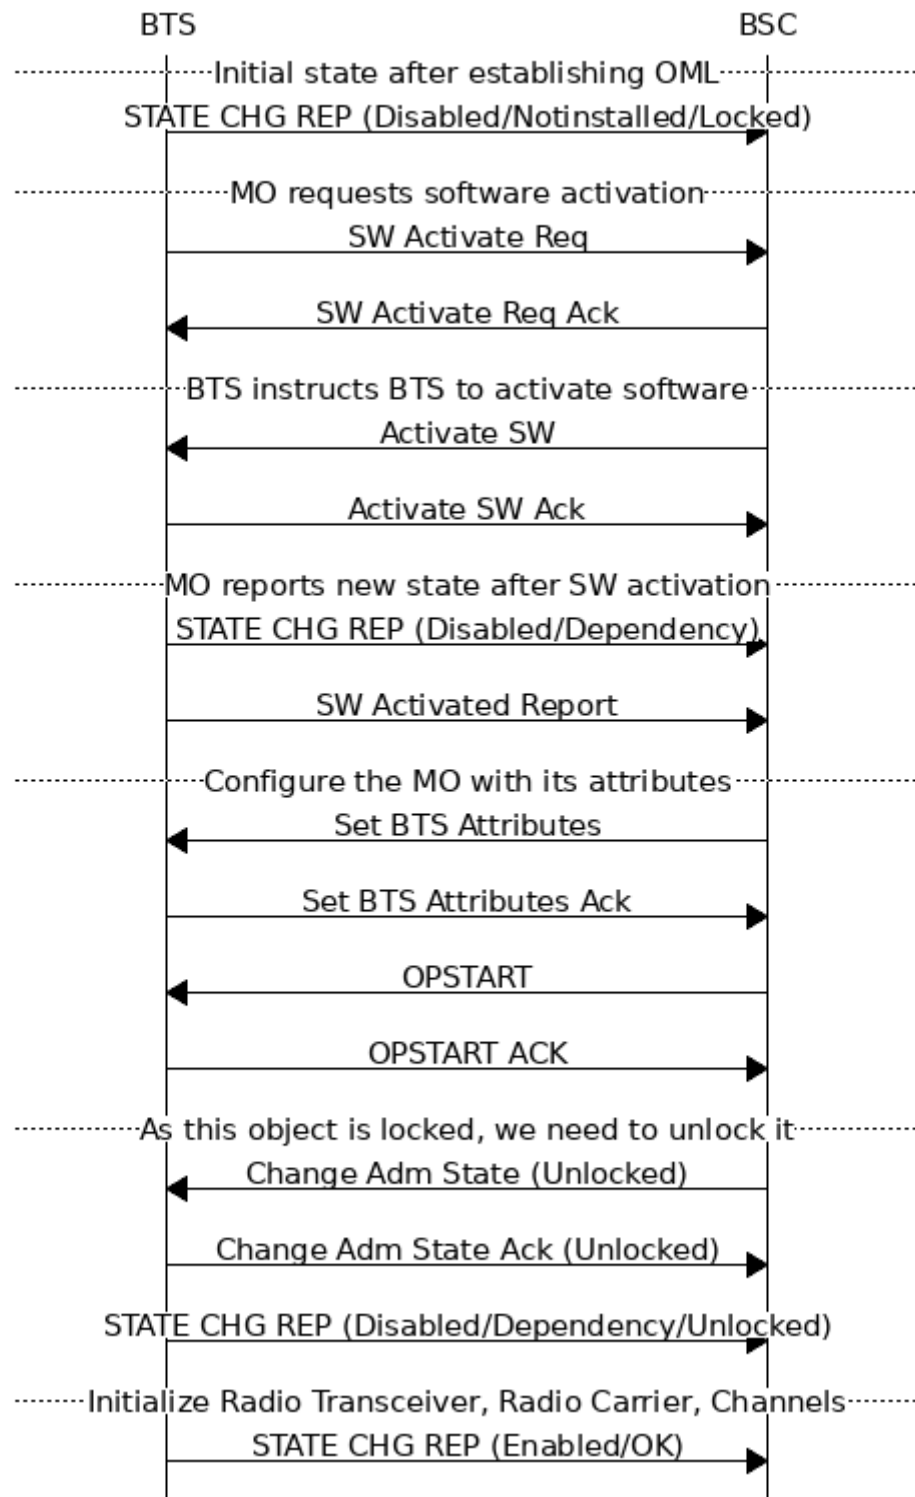 BTS BSC
Initial state after establishing OML
STATE CHG REP (Disabled/Notinstalled/Locked)
MO requests software activation
SW Activate Req
SW Activate Req Ack
BTS instructs BTS to activate software
Activate SW
Activate SW Ack
MO reports new state after SW activation
STATE CHG REP (Disabled/Dependency)
SW Activated Report
Configure the MO with its attributes
Set BTS Attributes
Set BTS Attributes Ack
OPSTART
OPSTART ACK
As this object is locked, we need to unlock it
Change Adm State (Unlocked)
Change Adm State Ack (Unlocked)
STATE CHG REP (Disabled/Dependency/Unlocked)
Initialize Radio Transceiver, Radio Carrier, Channels
STATE CHG REP (Enabled/OK)